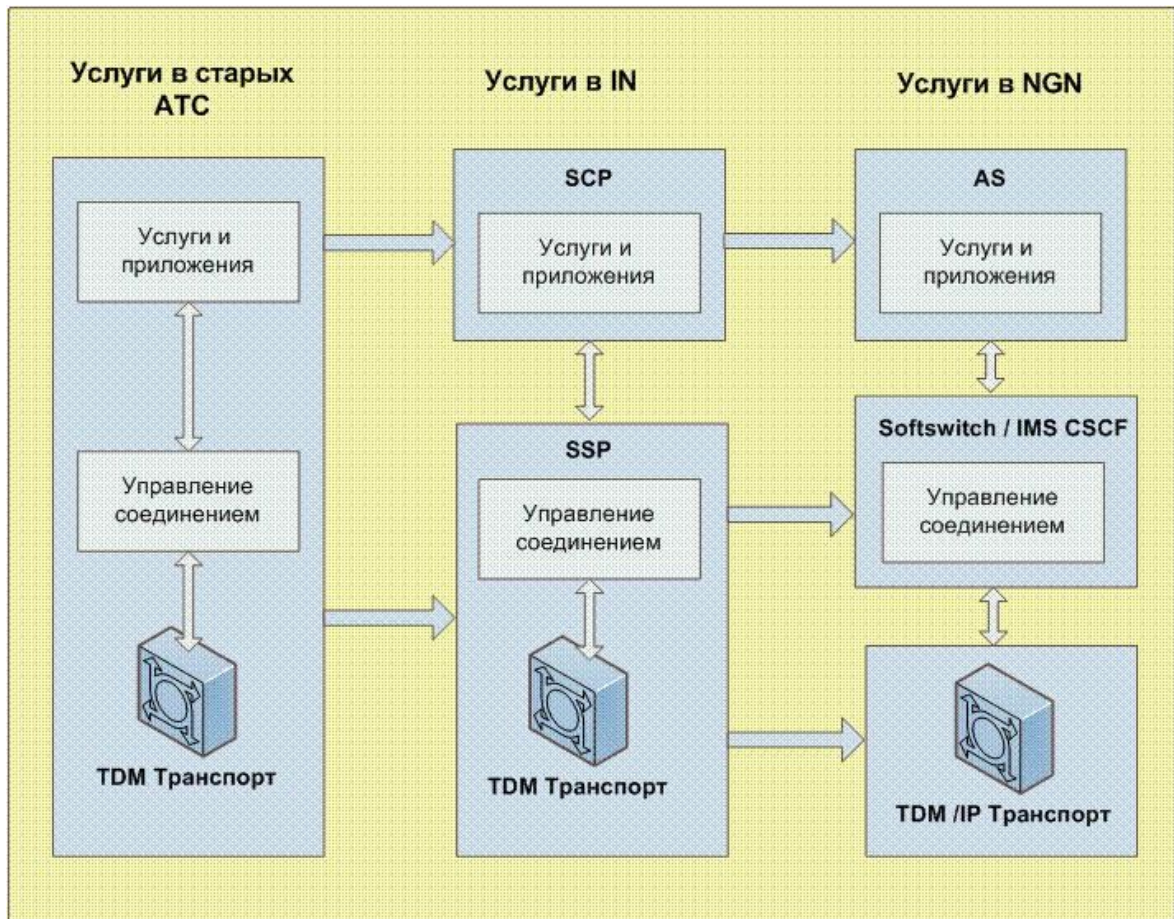 Услуги в старых
АТС
Услуги и
приложения
Управление
соединением
TDM Транспорт
Услуги в IN
SCP
Услуги и
приложения
SSP
Управление
соединением
TDM Транспорт
Услуги в NGN
AS
Услуги и
приложения
Softswitch / IMS CSCF
Управление
соединением
TDM /IP Транспорт